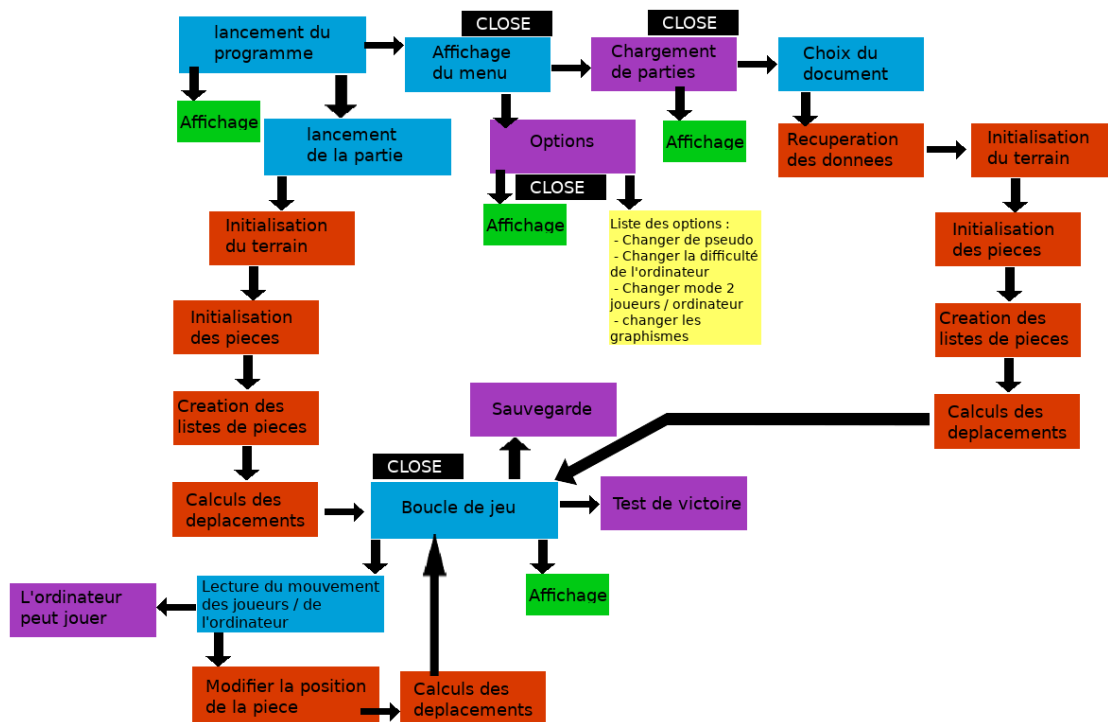 lancement du
programme
CLOSE
Affichage
du menu
CLOSE
Chargement
de parties
Choix du
document
Affichage
lancement
de la partie
Options
CLOSE
Affichage
Affichage
Recuperation
des donnees
Initialisation
du terrain
Liste des options :
- Changer de pseudo
- Changer la difficulté
de l'ordinateur
- Changer mode 2
joueurs / ordinateur
- changer les
graphismes
Initialisation
du terrain
Initialisation
des pieces
Initialisation
des pieces
Creation des
listes de pieces
Creation des
listes de pieces
Calculs des
deplacements
Sauvegarde
Calculs des
deplacements
CLOSE
Boucle de jeu
Test de victoire
Affichage
Lecture du mouvement
des joueurs / de
l'ordinateur
L'ordinateur
peut jouer
Modifier la position
de la piece
Calculs des
deplacements